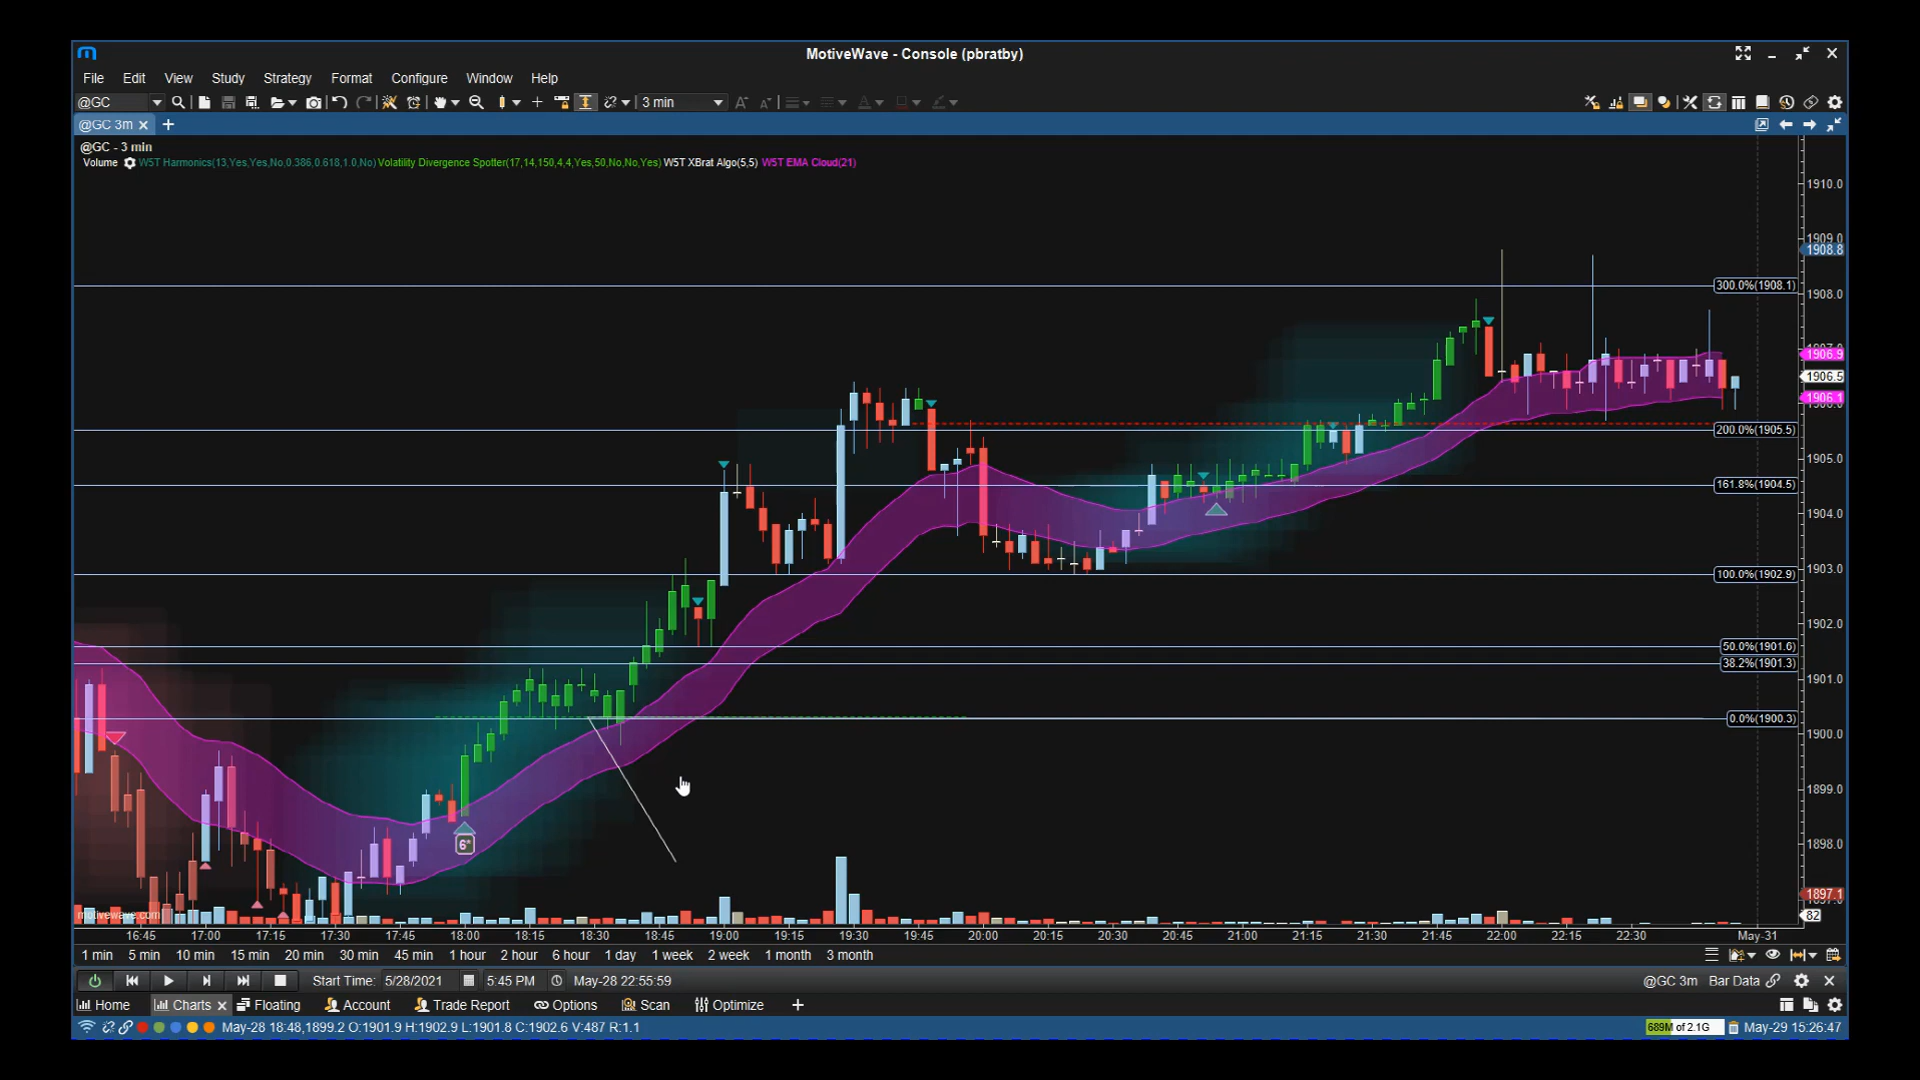 MotiveWave - Console (pbratby)
File Edit View Study Strategy Format Configure Window Help
@GC 3 min
@GC 3m
@GC - 3 min
Volume W5T Harmonics(13,Yes,Yes,No,0.386,0.618,1.0,No) Volatility Divergence Spotter(17,14,150,4.4,Yes,50,No,No,Yes) W5T XBrat Algo(5,5) W5T EMA Cloud(21)
1910.0
1909.0
1908.8
300.0%(1908.1)
1908.0
1906.9
1906.5
1906.1
200.0%(1905.5)
1905.0
161.8%(1904.5)
1904.0
100.0%(1902.9)
1903.0
1902.0
50.0%(1901.6)
38.2%(1901.3)
1901.0
0.0%(1900.3)
1900.0
1899.0
6*
1898.0
1897.1
motivewave.com
82
16:45 17:00 17:15 17:30 17:45 18:00 18:15 18:30 18:45 19:00 19:15 19:30 19:45 20:00 20:15 20:30 20:45 21:00 21:15 21:30 21:45 22:00 22:15 22:30 May-31
1 min 5 min 10 min 15 min 20 min 30 min 45 min 1 hour 2 hour 6 hour 1 day 1 week 2 week 1 month 3 month
Start Time: 5/28/2021 5:45 PM May-28 22:55:59 @GC 3m Bar Data
Home Charts Floating Account Trade Report Options Scan Optimize
May-28 18:48,1899.2 O:1901.9 H:1902.9 L:1901.8 C:1902.6 V:487 R:1.1 689M of 2.1G May-29 15:26:47